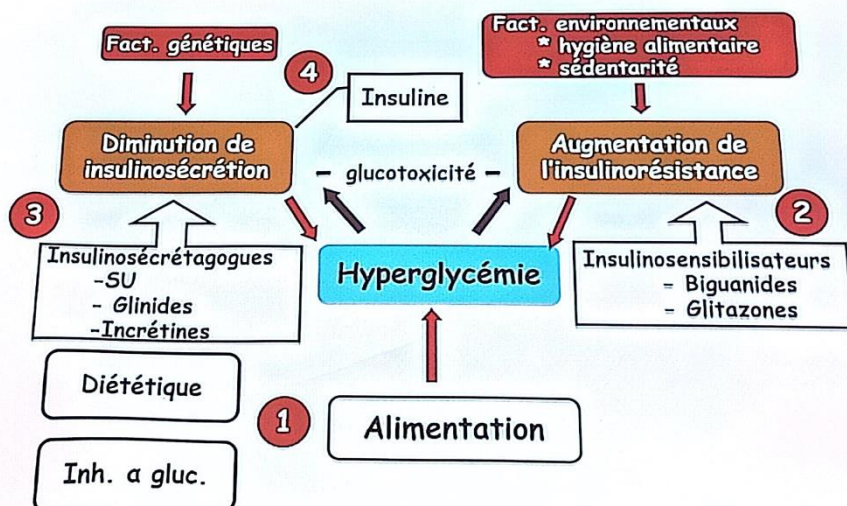 Fact. génétiques
4
Fact. environnementaux
* hygiène alimentaire
* sédentarité
Insuline
Diminution de
insulinosécrétion
– glucotoxicité –
Augmentation de
l'insulinorésistance
3
2
Insulinosécrétagogues
-SU
- Glinides
-Incrétines
Hyperglycémie
Insulinosensibilisateurs
- Biguanides
- Glitazones
Diététique
1
Alimentation
Inh. α gluc.